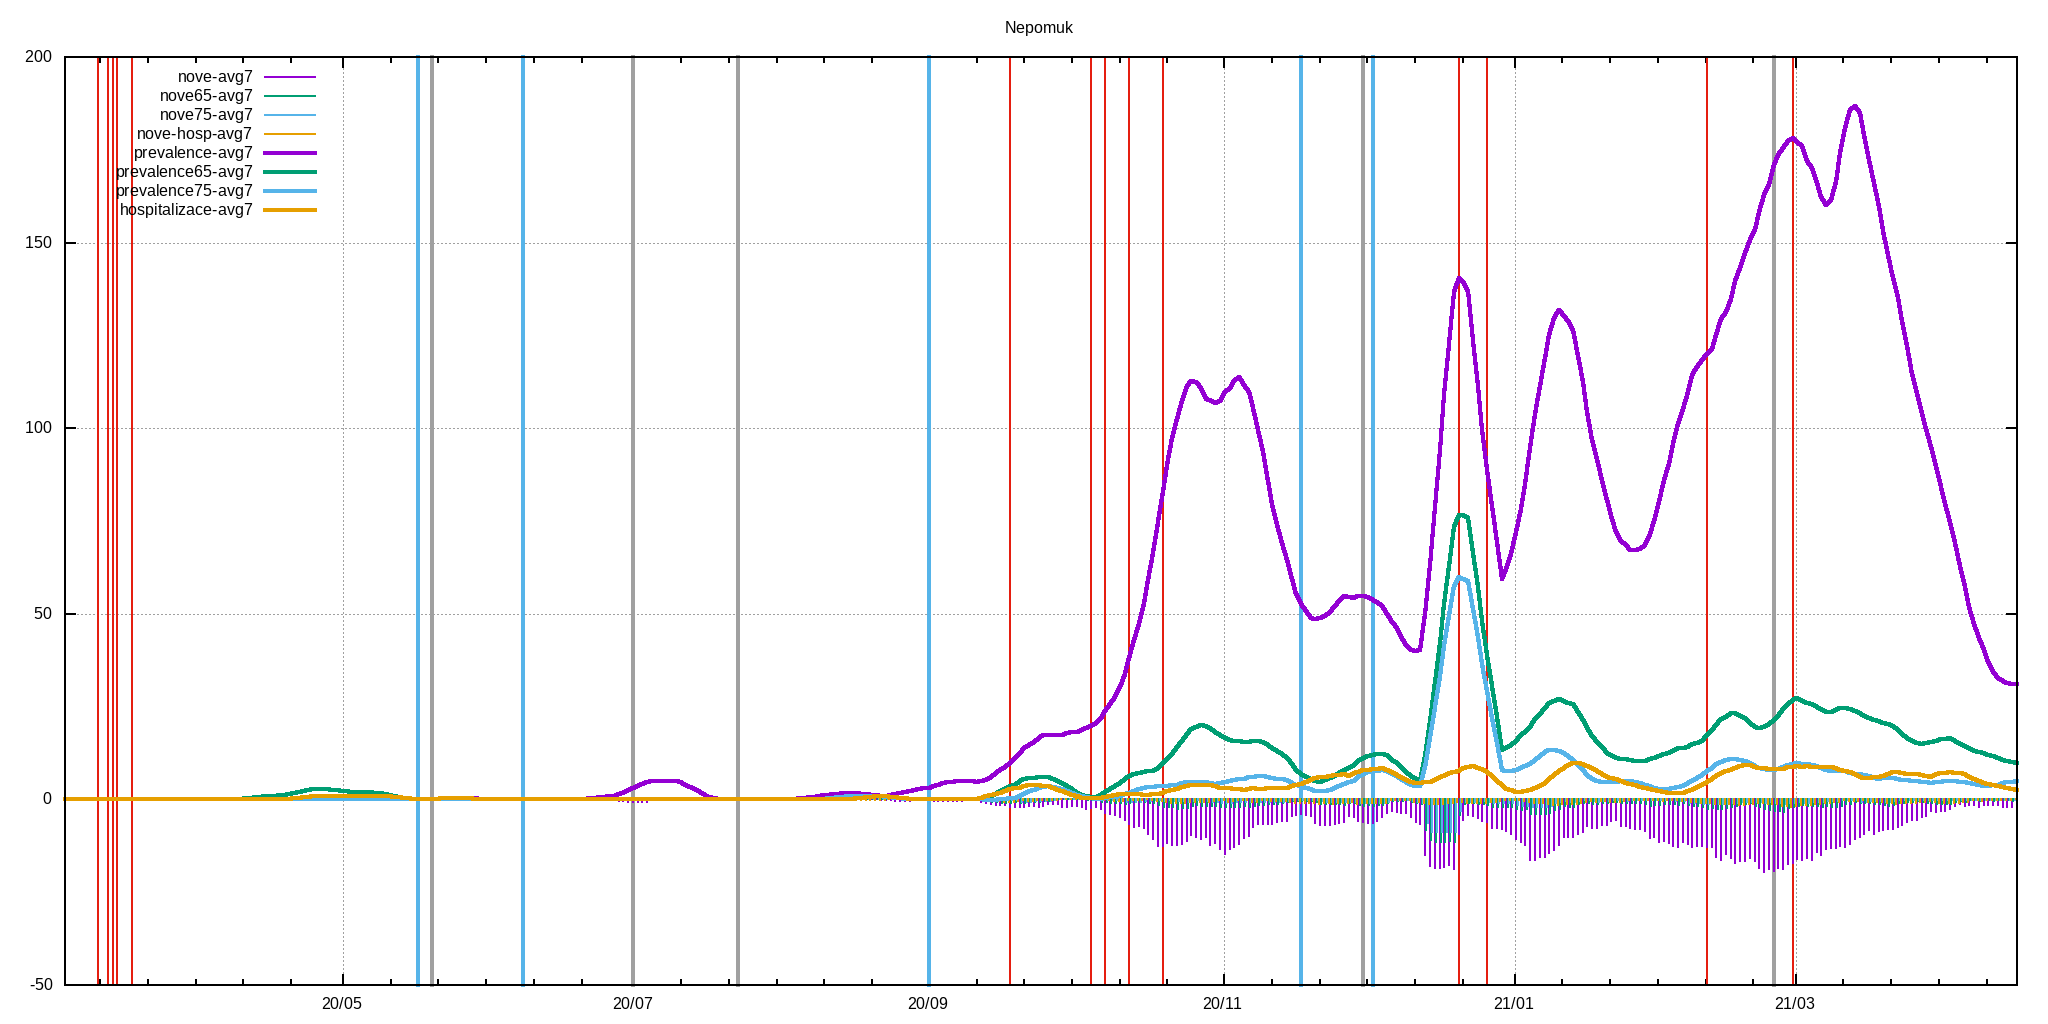 Nepomuk
200
150
100
50
0
-50
nove-avg7
nove65-avg7
nove75-avg7
nove-hosp-avg7
prevalence-avg7
prevalence65-avg7
prevalence75-avg7
hospitalizace-avg7
20/05 20/07 20/09 20/11 21/01 21/03